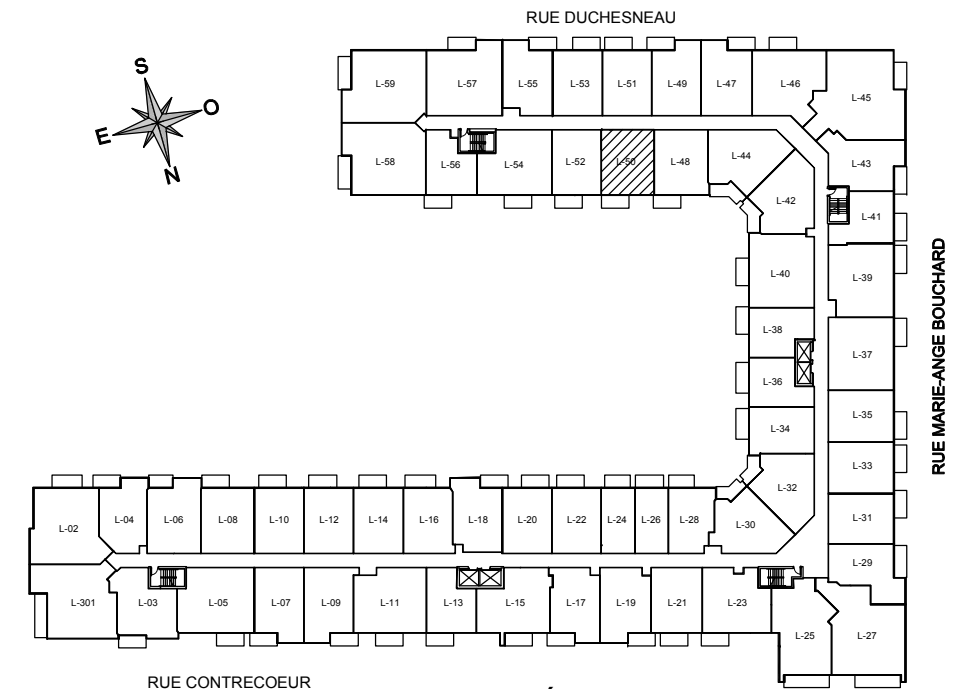 RUE DUCHESNEAU
S
O
E
N
L-59 L-57 L-55 L-53 L-51 L-49 L-47 L-46 L-45
L-58 L-56 L-54 L-52 L-50 L-48 L-44 L-43
L-42 L-41
L-40 L-39
L-38 L-37
L-36
L-34 L-35
L-33
L-32 L-31
L-02 L-04 L-06 L-08 L-10 L-12 L-14 L-16 L-18 L-20 L-22 L-24 L-26 L-28 L-30
L-29
L-301 L-03 L-05 L-07 L-09 L-11 L-13 L-15 L-17 L-19 L-21 L-23
L-25 L-27
RUE MARIE-ANGE BOUCHARD
RUE CONTRECOEUR